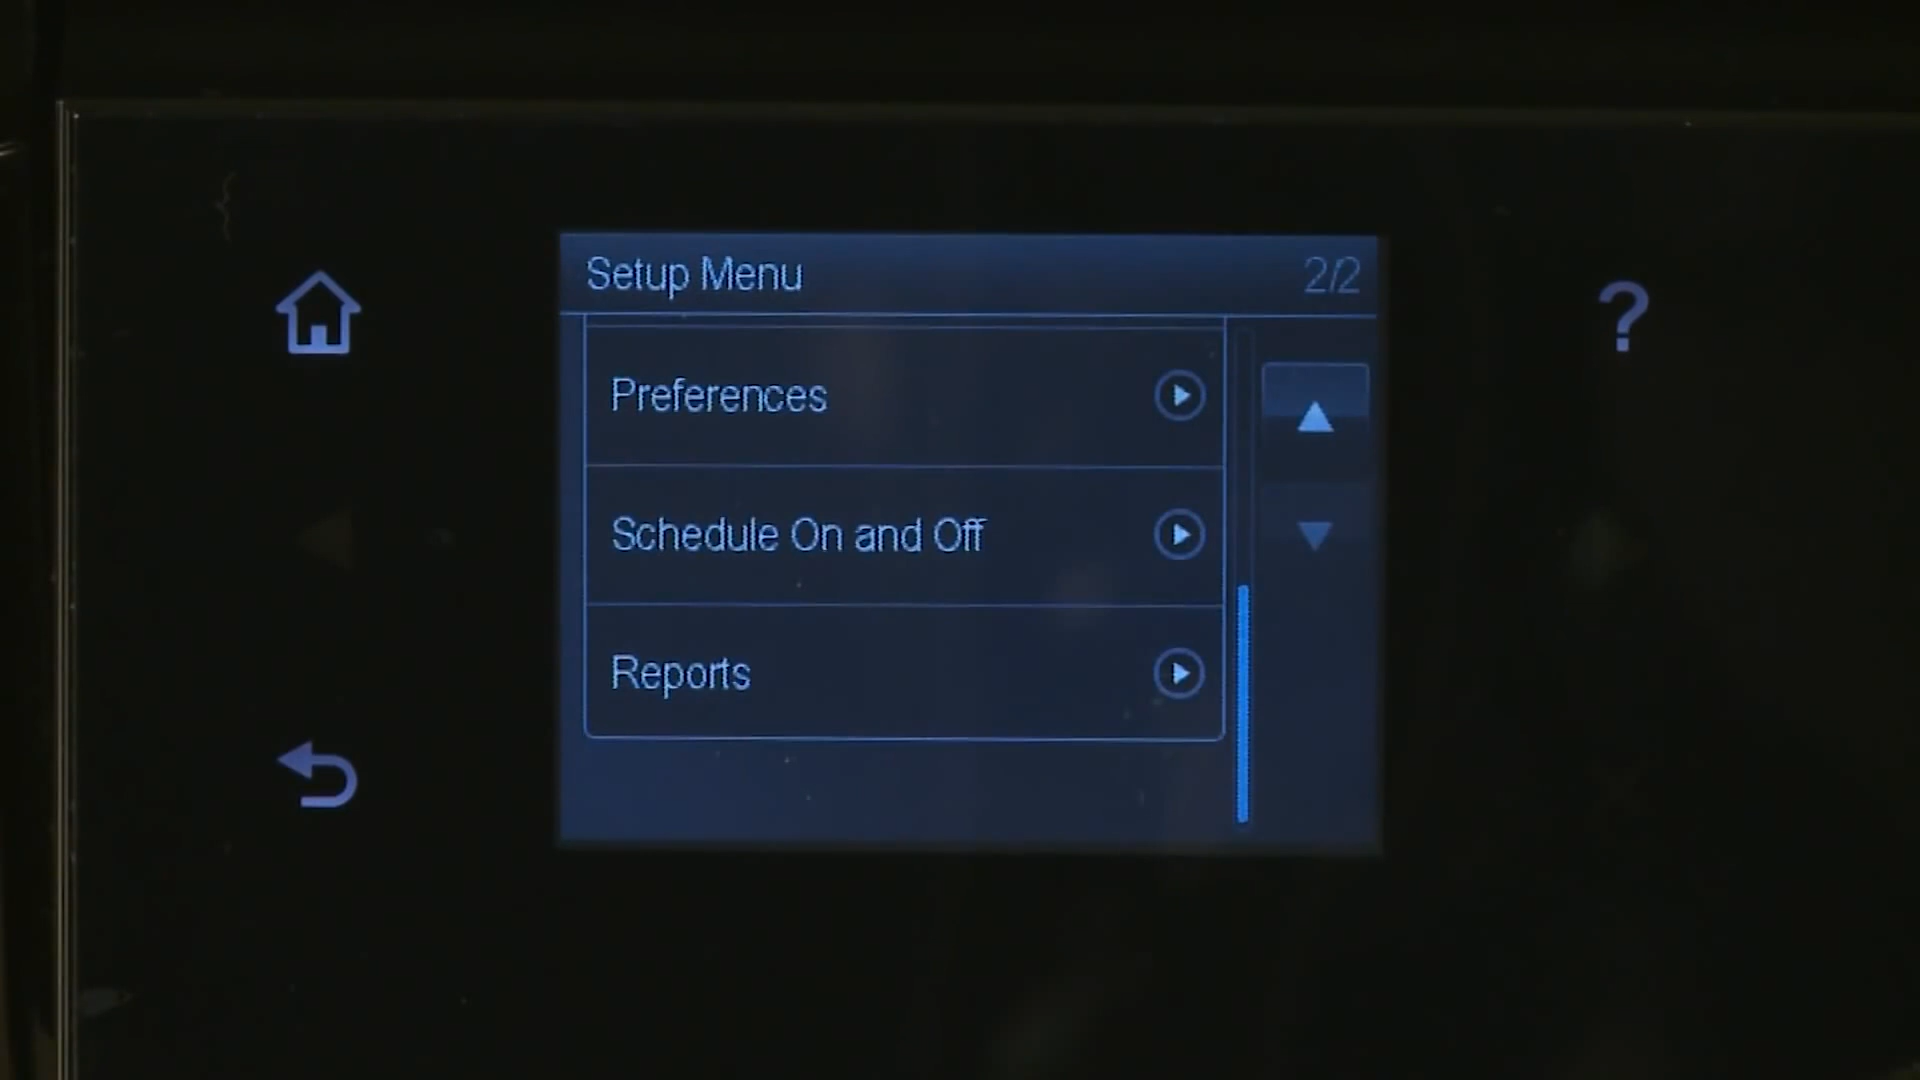 Setup Menu 2/2
Preferences
Schedule On and Off
Reports
?